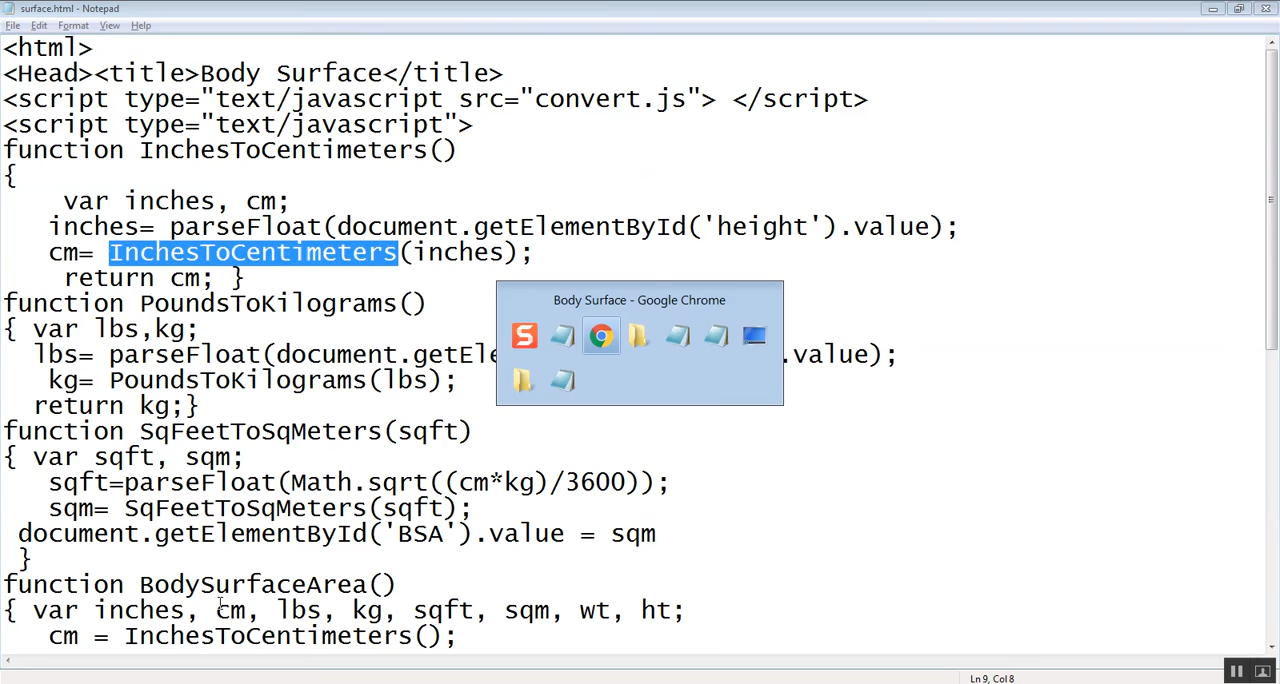 surface.html - Notepad
File Edit Format View Help
<html>
<Head><title>Body Surface</title>
<script type="text/javascript src="convert.js"> </script>
<script type="text/javascript">
function InchesToCentimeters()
{
var inches, cm;
inches= parseFloat(document.getElementById('height').value);
cm= InchesToCentimeters(inches);
return cm; }
function PoundsToKilograms()
Body Surface - Google Chrome
{ var lbs,kg;
lbs= parseFloat(document.getEle .value);
kg= PoundsToKilograms(lbs);
return kg;}
function SqFeetToSqMeters(sqft)
{ var sqft, sqm;
sqft=parseFloat(Math.sqrt((cm*kg)/3600));
sqm= SqFeetToSqMeters(sqft);
document.getElementById('BSA').value = sqm
}
function BodySurfaceArea()
{ var inches, cm, lbs, kg, sqft, sqm, wt, ht;
cm = InchesToCentimeters();
Ln 9, Col 8